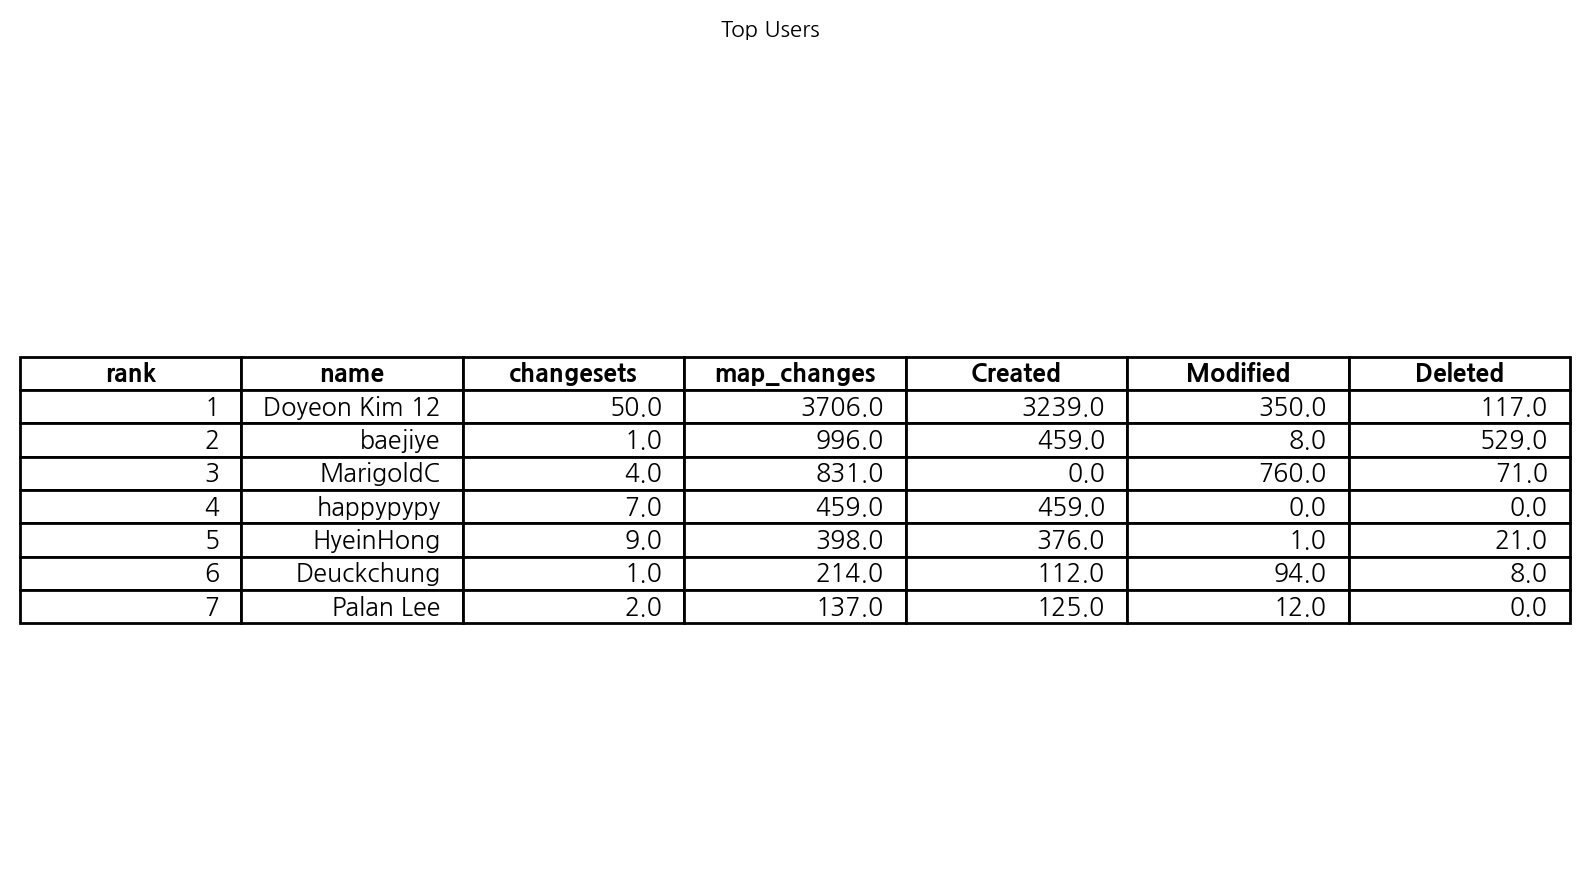 Top Users
rank name changesets map_changes Created Modified Deleted
1 Doyeon Kim 12 50.0 3706.0 3239.0 350.0 117.0
2 baejiye 1.0 996.0 459.0 8.0 529.0
3 MarigoldC 4.0 831.0 0.0 760.0 71.0
4 happypypy 7.0 459.0 459.0 0.0 0.0
5 HyeinHong 9.0 398.0 376.0 1.0 21.0
6 Deuckchung 1.0 214.0 112.0 94.0 8.0
7 Palan Lee 2.0 137.0 125.0 12.0 0.0